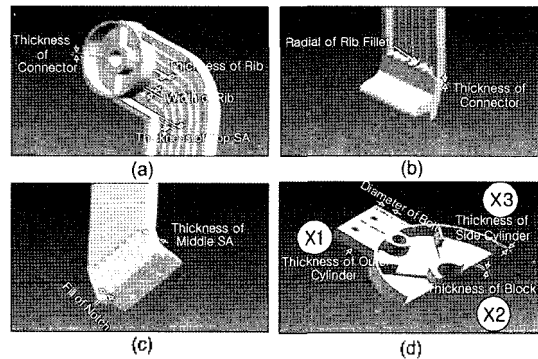 Thickness
of
Connector
Thickness of Rib
Width of Rib
Thickness of Top SA
(a)
Radial of Rib Fillet
Thickness of
Connector
(b)
Thickness of
Middle SA
Fill of Notch
(c)
Diameter of
X3
X1
Thickness of
Side Cylinder
Thickness of
Cylinder
Thickness of Block
X2
(d)